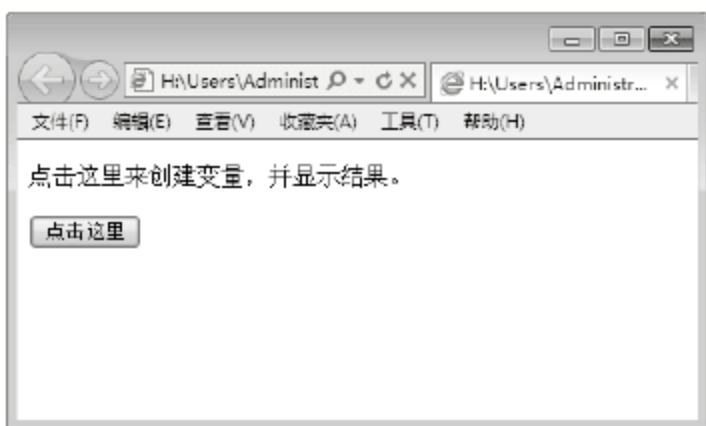 H:\Users\Administ
H:\Users\Administr...
文件(F) 编辑(E) 查看(V) 收藏夹(A) 工具(T) 帮助(H)
点击这里来创建变量，并显示结果。
点击这里